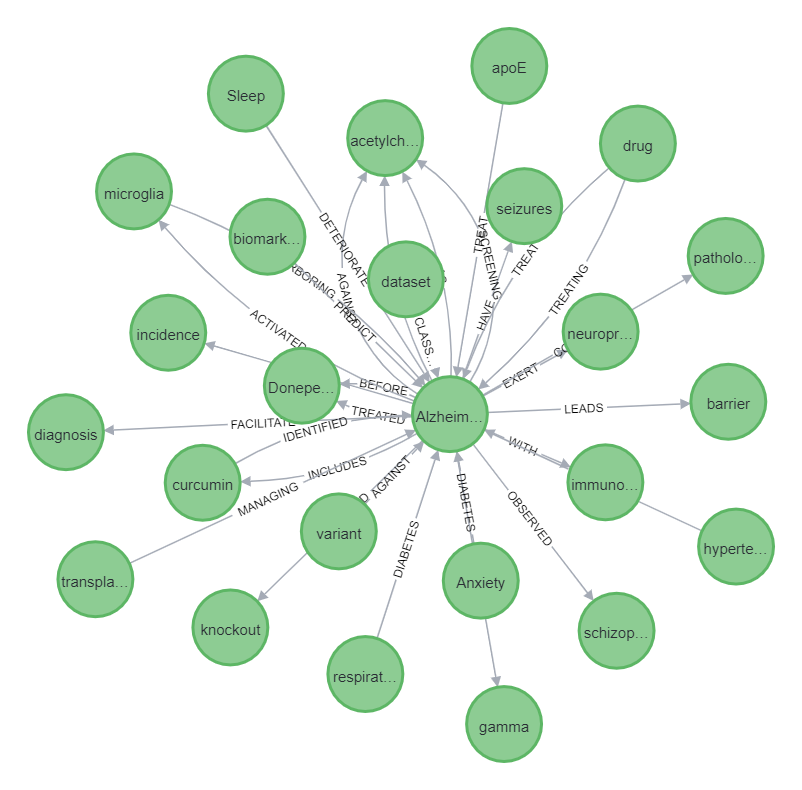 apoE
Sleep
acetylch...
drug
microglia
seizures
biomark...
DETERIORATE
TREAT
SCREENING
TREAT
patholo...
dataset
RBORING
PREDICT
AGAINS
TREATING
HAVE
ACTIVATED
CLASS...
incidence
neuropr...
CO
EXERT
Donepe...
BEFORE
barrier
LEADS
TREATED
Alzheim...
diagnosis
FACILITATE
IDENTIFIED
WITH
INCLUDES
AGAINST
curcumin
immuno...
MANAGING
DIABETES
OBSERVED
variant
DIABETES
hyperte...
transpla...
Anxiety
knockout
schizop...
respirat...
gamma